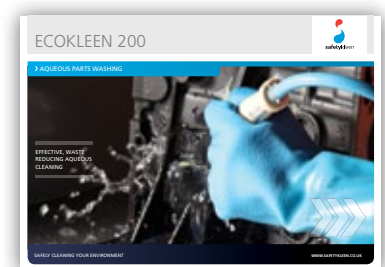 ECOKLEEN 200
safetykleen
› AQUEOUS PARTS WASHING
EFFECTIVE, WASTE
REDUCING AQUEOUS
CLEANING
SAFELY CLEANING YOUR ENVIRONMENT
WWW.SAFETYKLEEN.CO.UK